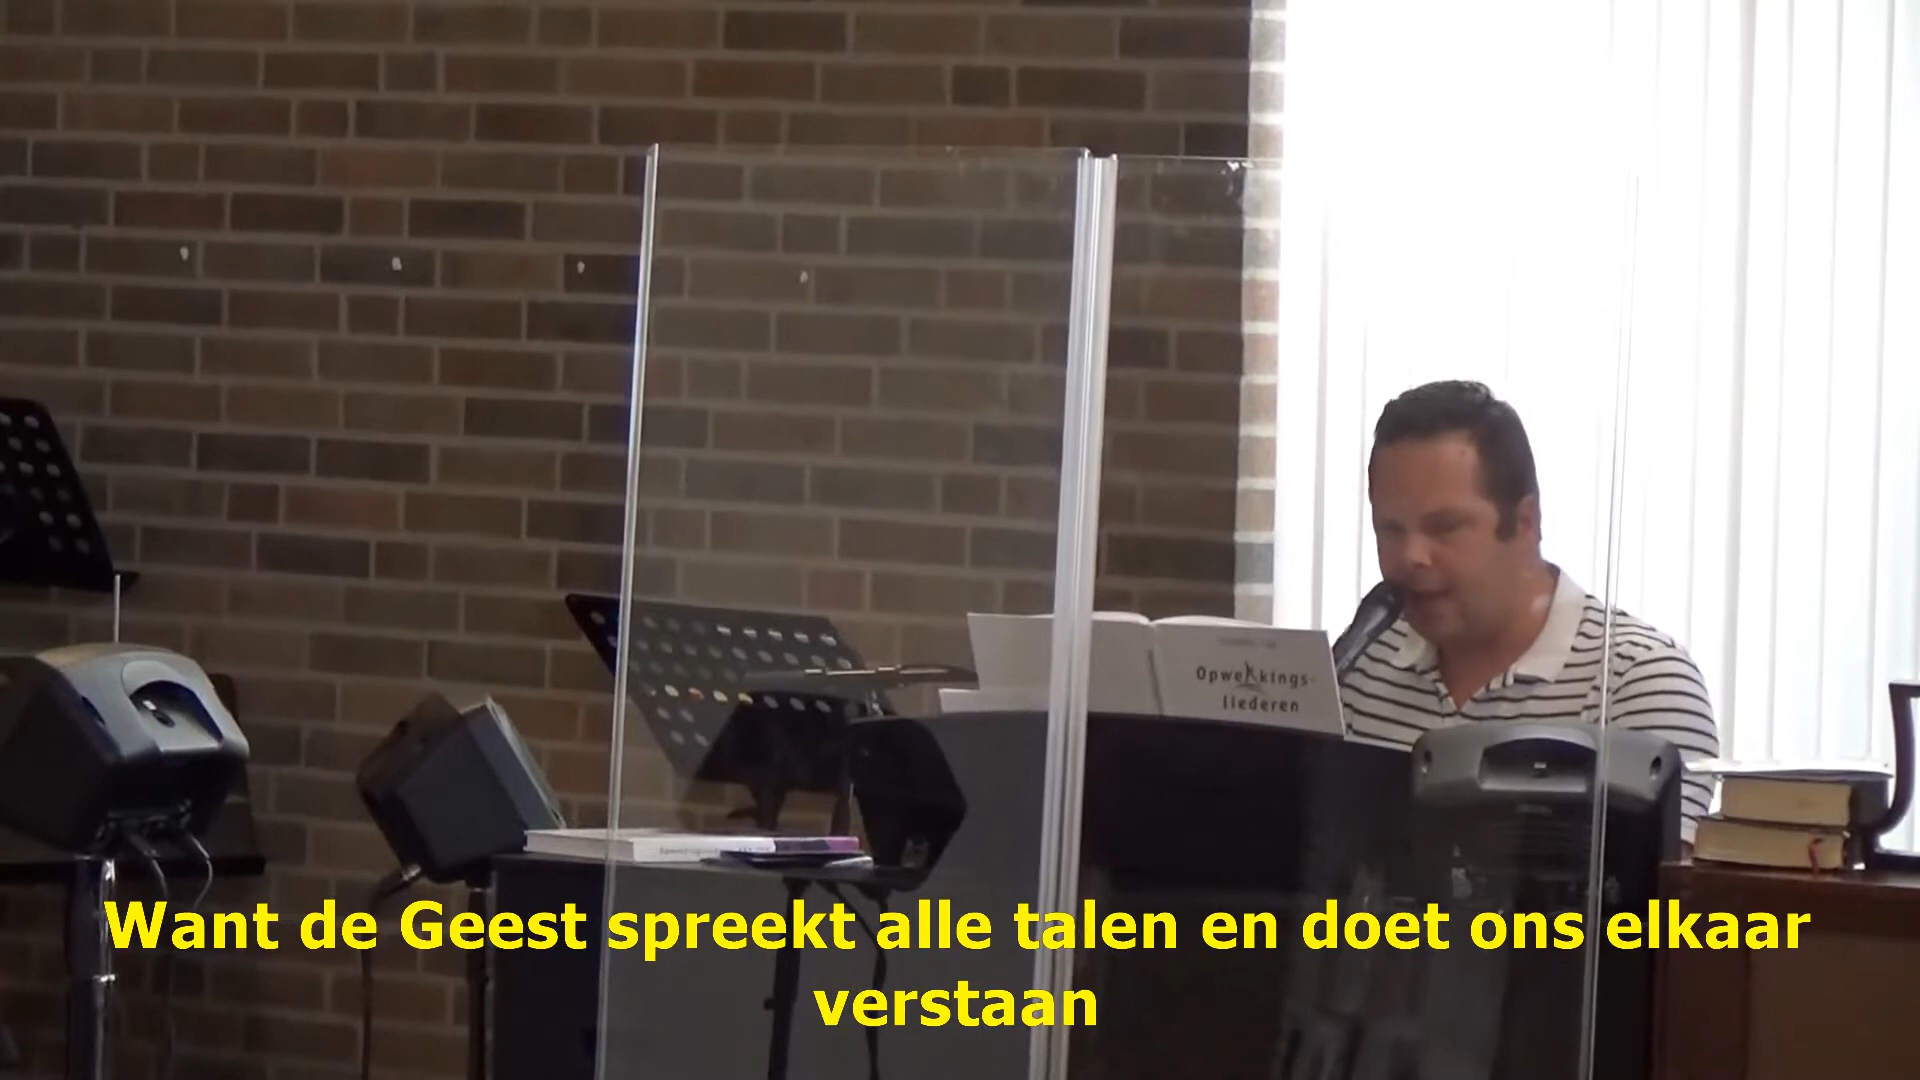 Opwekkings-
liederen
Want de Geest spreekt alle talen en doet ons elkaar
verstaan